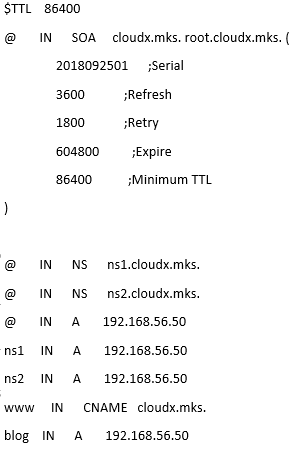 $TTL 86400
@ IN SOA cloudx.mks. root.cloudx.mks. (
2018092501 ;Serial
3600 ;Refresh
1800 ;Retry
604800 ;Expire
86400 ;Minimum TTL
)
@ IN NS ns1.cloudx.mks.
@ IN NS ns2.cloudx.mks.
@ IN A 192.168.56.50
ns1 IN A 192.168.56.50
ns2 IN A 192.168.56.50
www IN CNAME cloudx.mks.
blog IN A 192.168.56.50